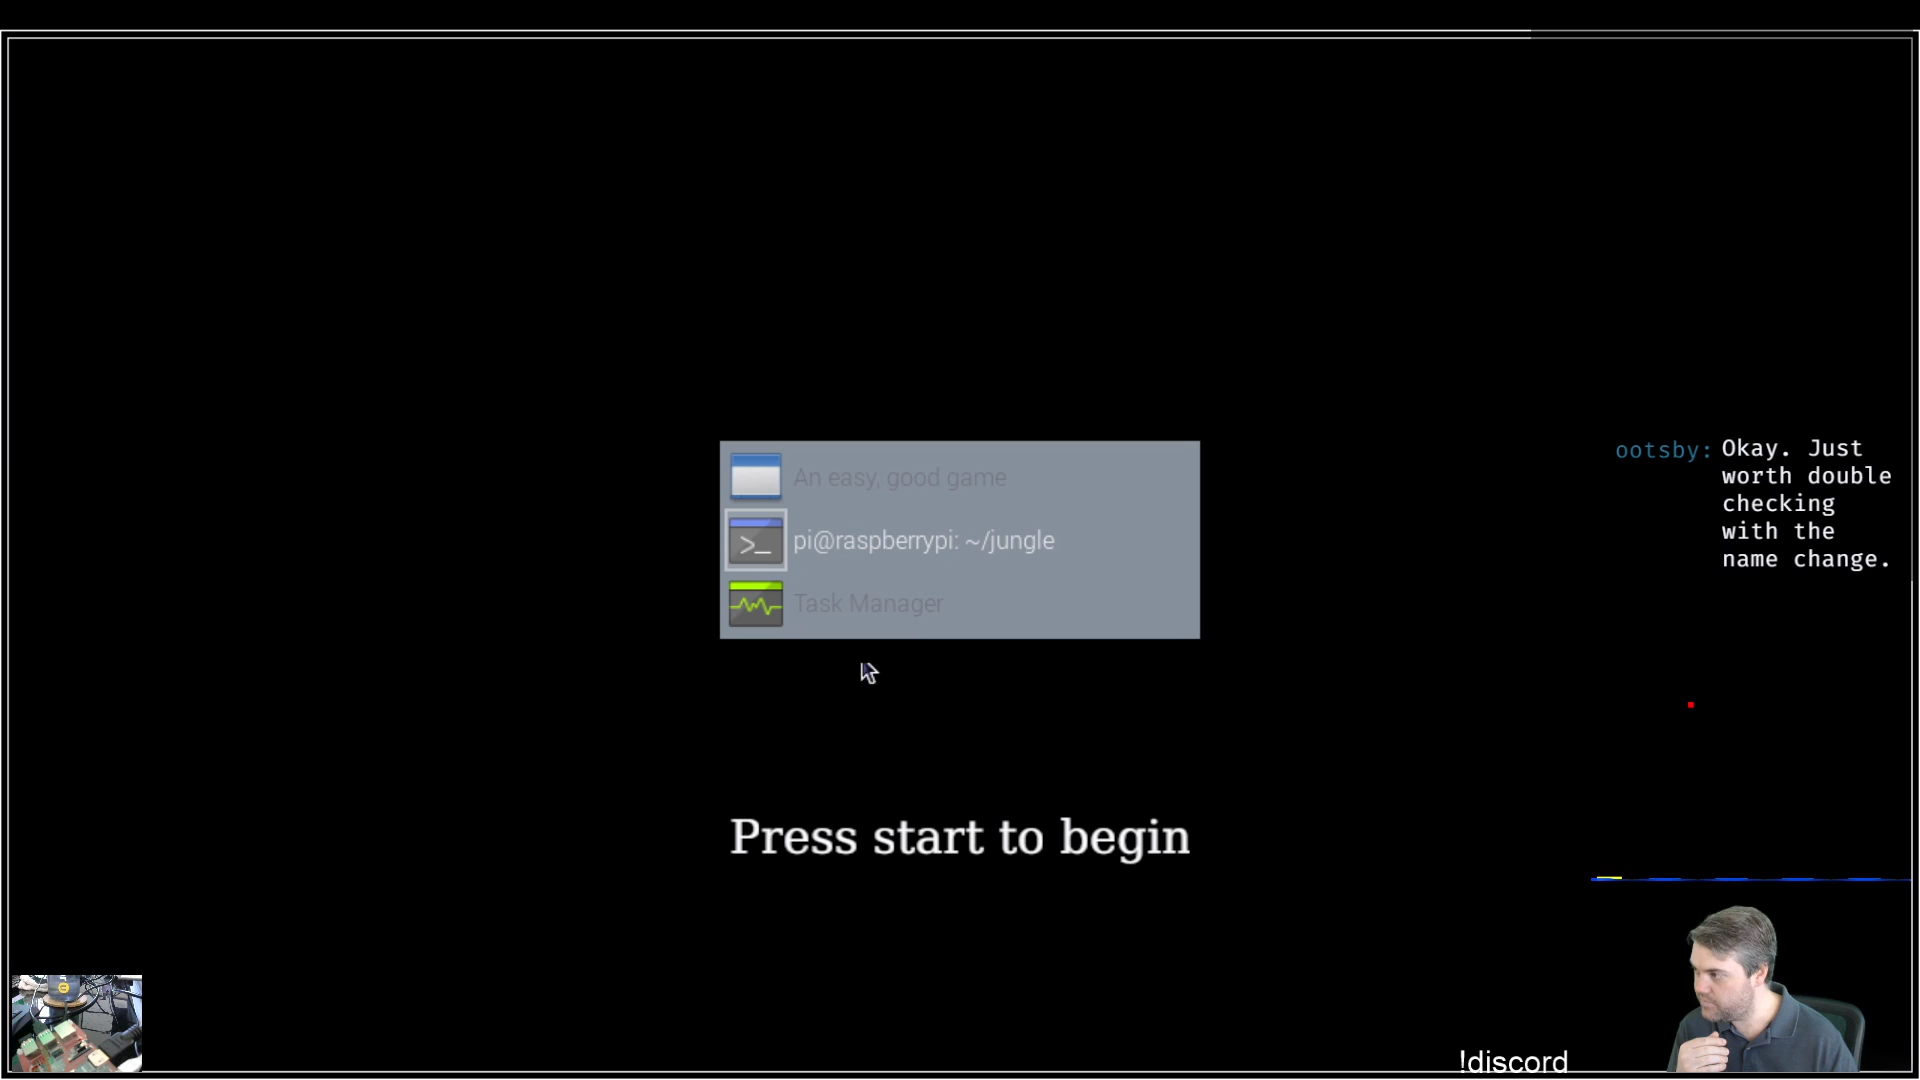 An easy, good game
pi@raspberrypi: ~/jungle
Task Manager
ootsby: Okay. Just
worth double
checking
with the
name change.
Press start to begin
!discord